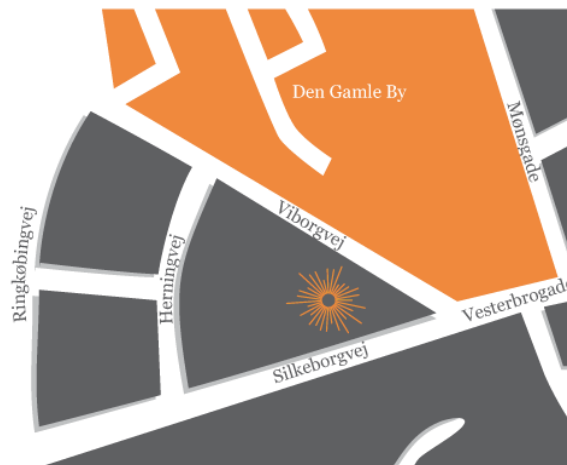 Den Gamle By
Mønsgade
Viborgvej
Ringkøbingvej
Herningvej
Vesterbrogade
Silkeborgvej